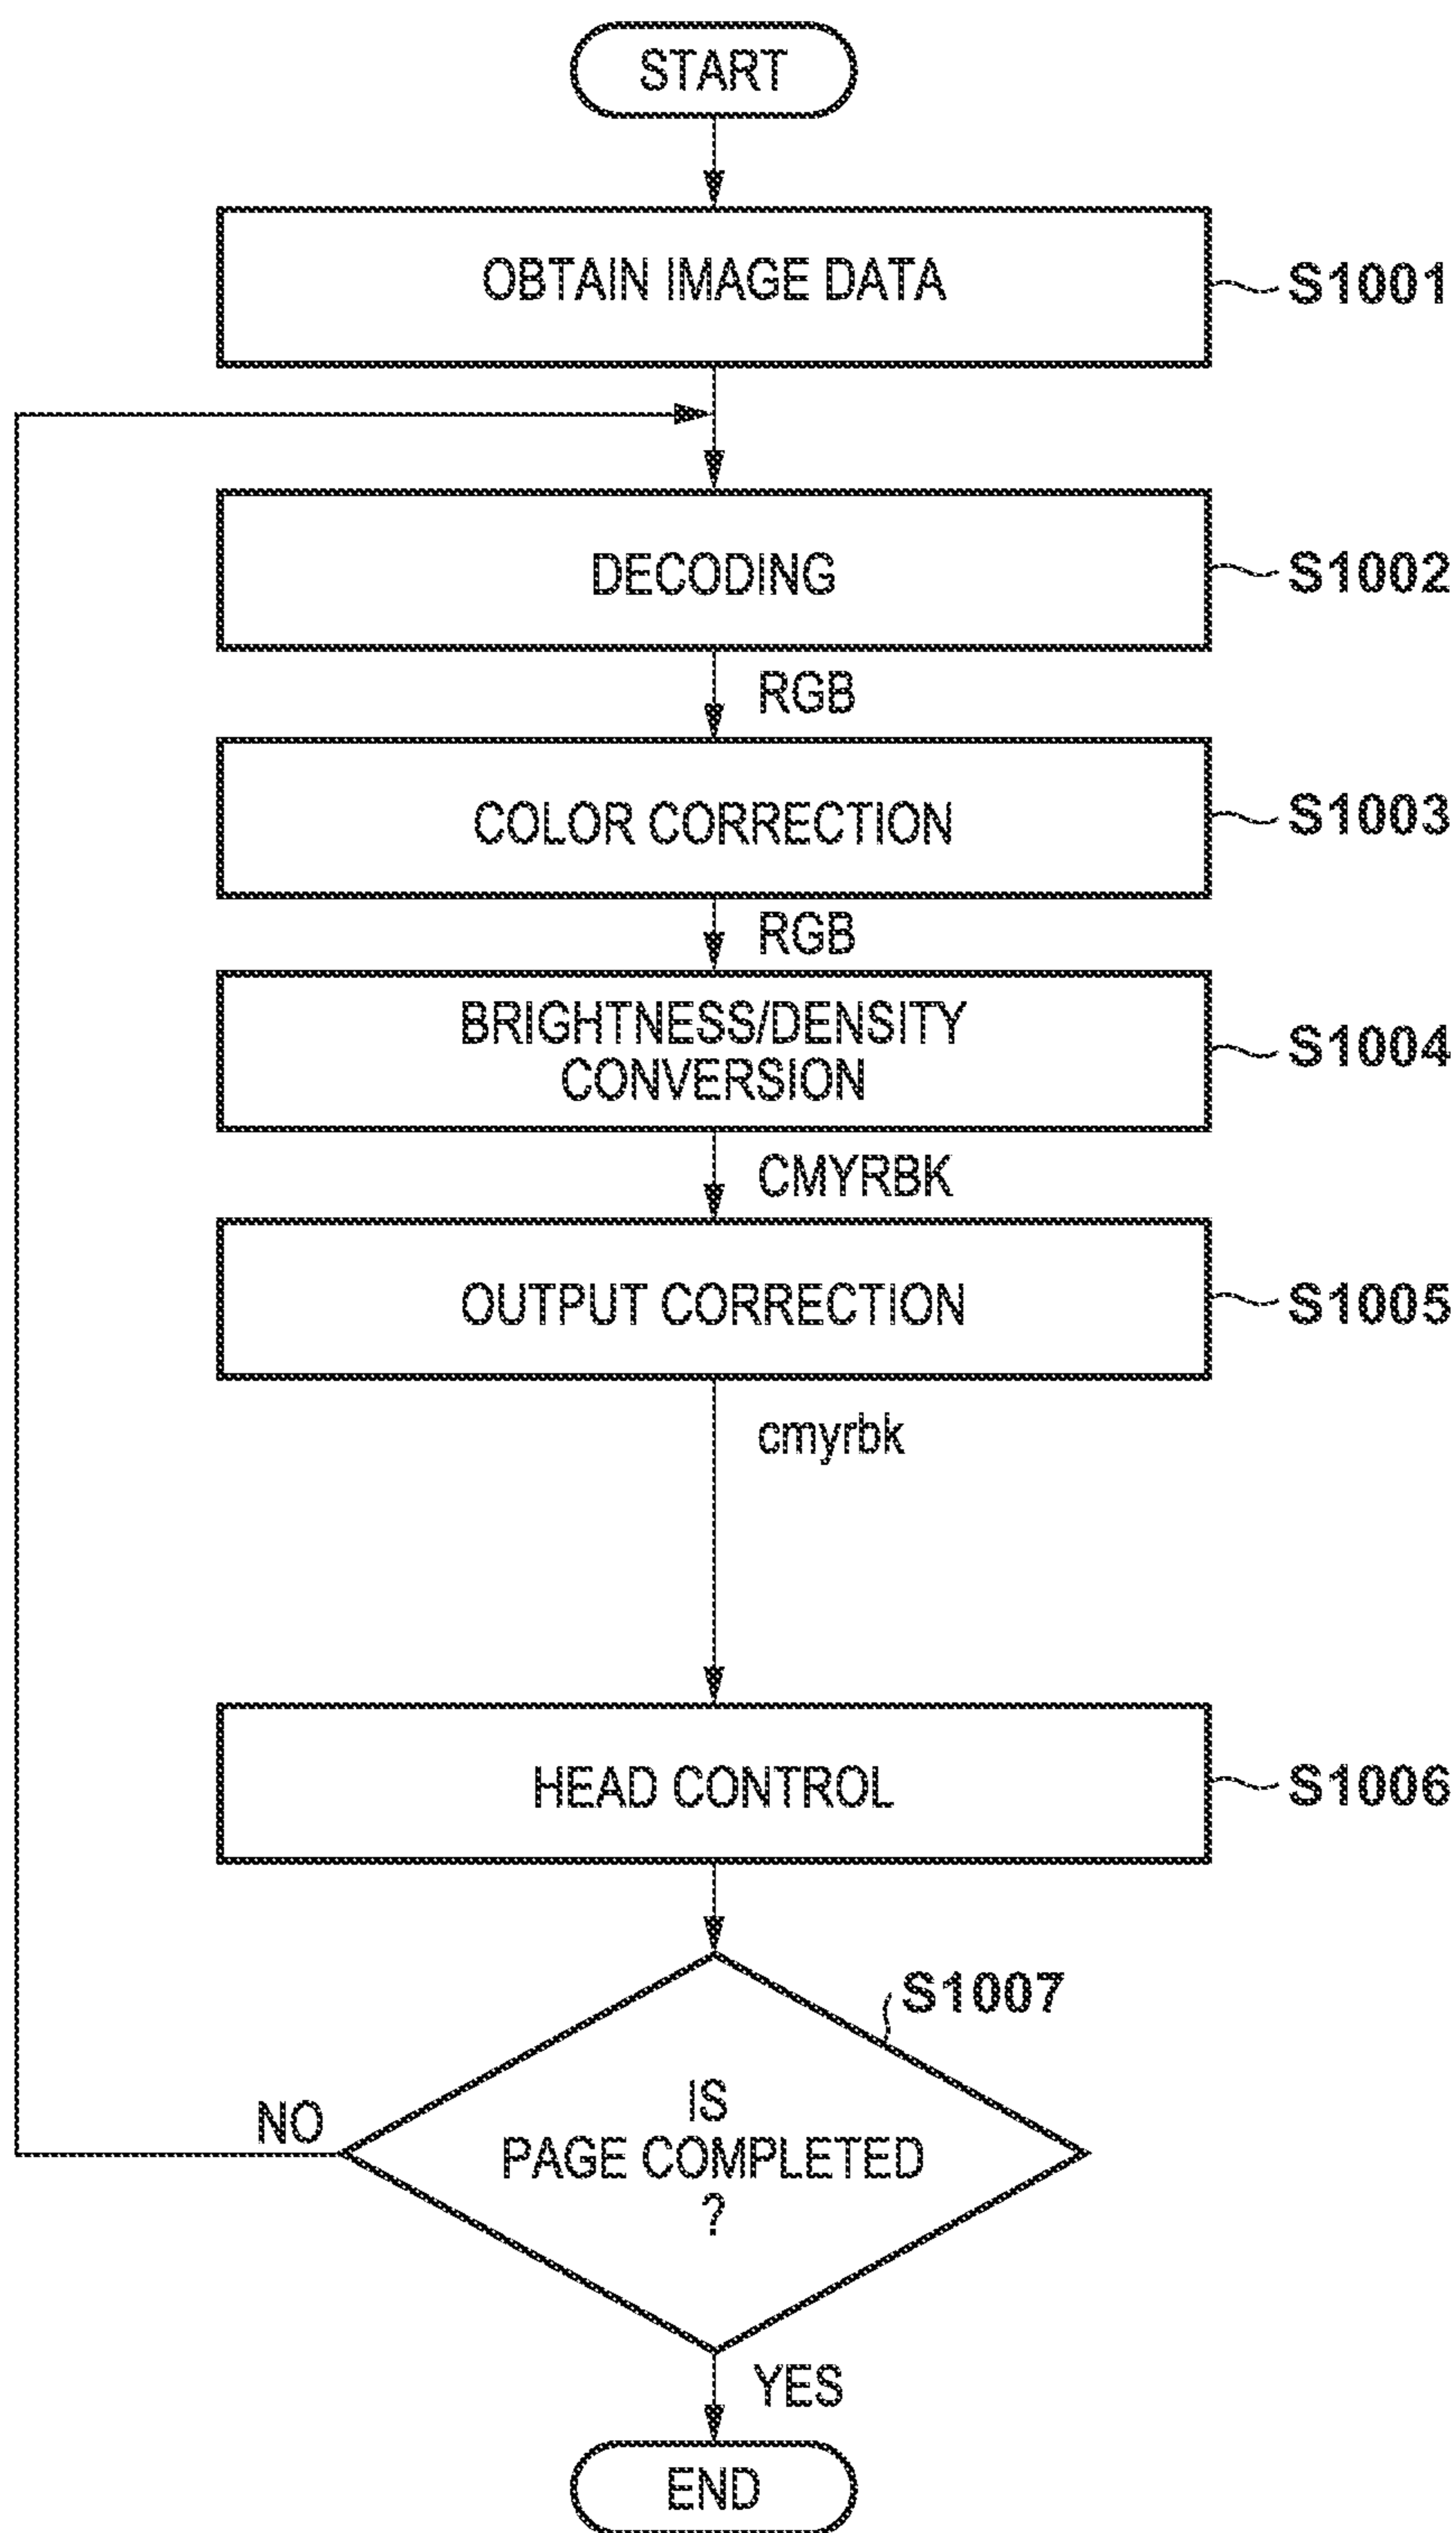 START
OBTAIN IMAGE DATA
S1001
DECODING
S1002
RGB
COLOR CORRECTION
S1003
RGB
BRIGHTNESS/DENSITY
CONVERSION
S1004
CMYRBK
OUTPUT CORRECTION
S1005
cmyrbk
HEAD CONTROL
S1006
S1007
IS
PAGE COMPLETED
?
NO
YES
END